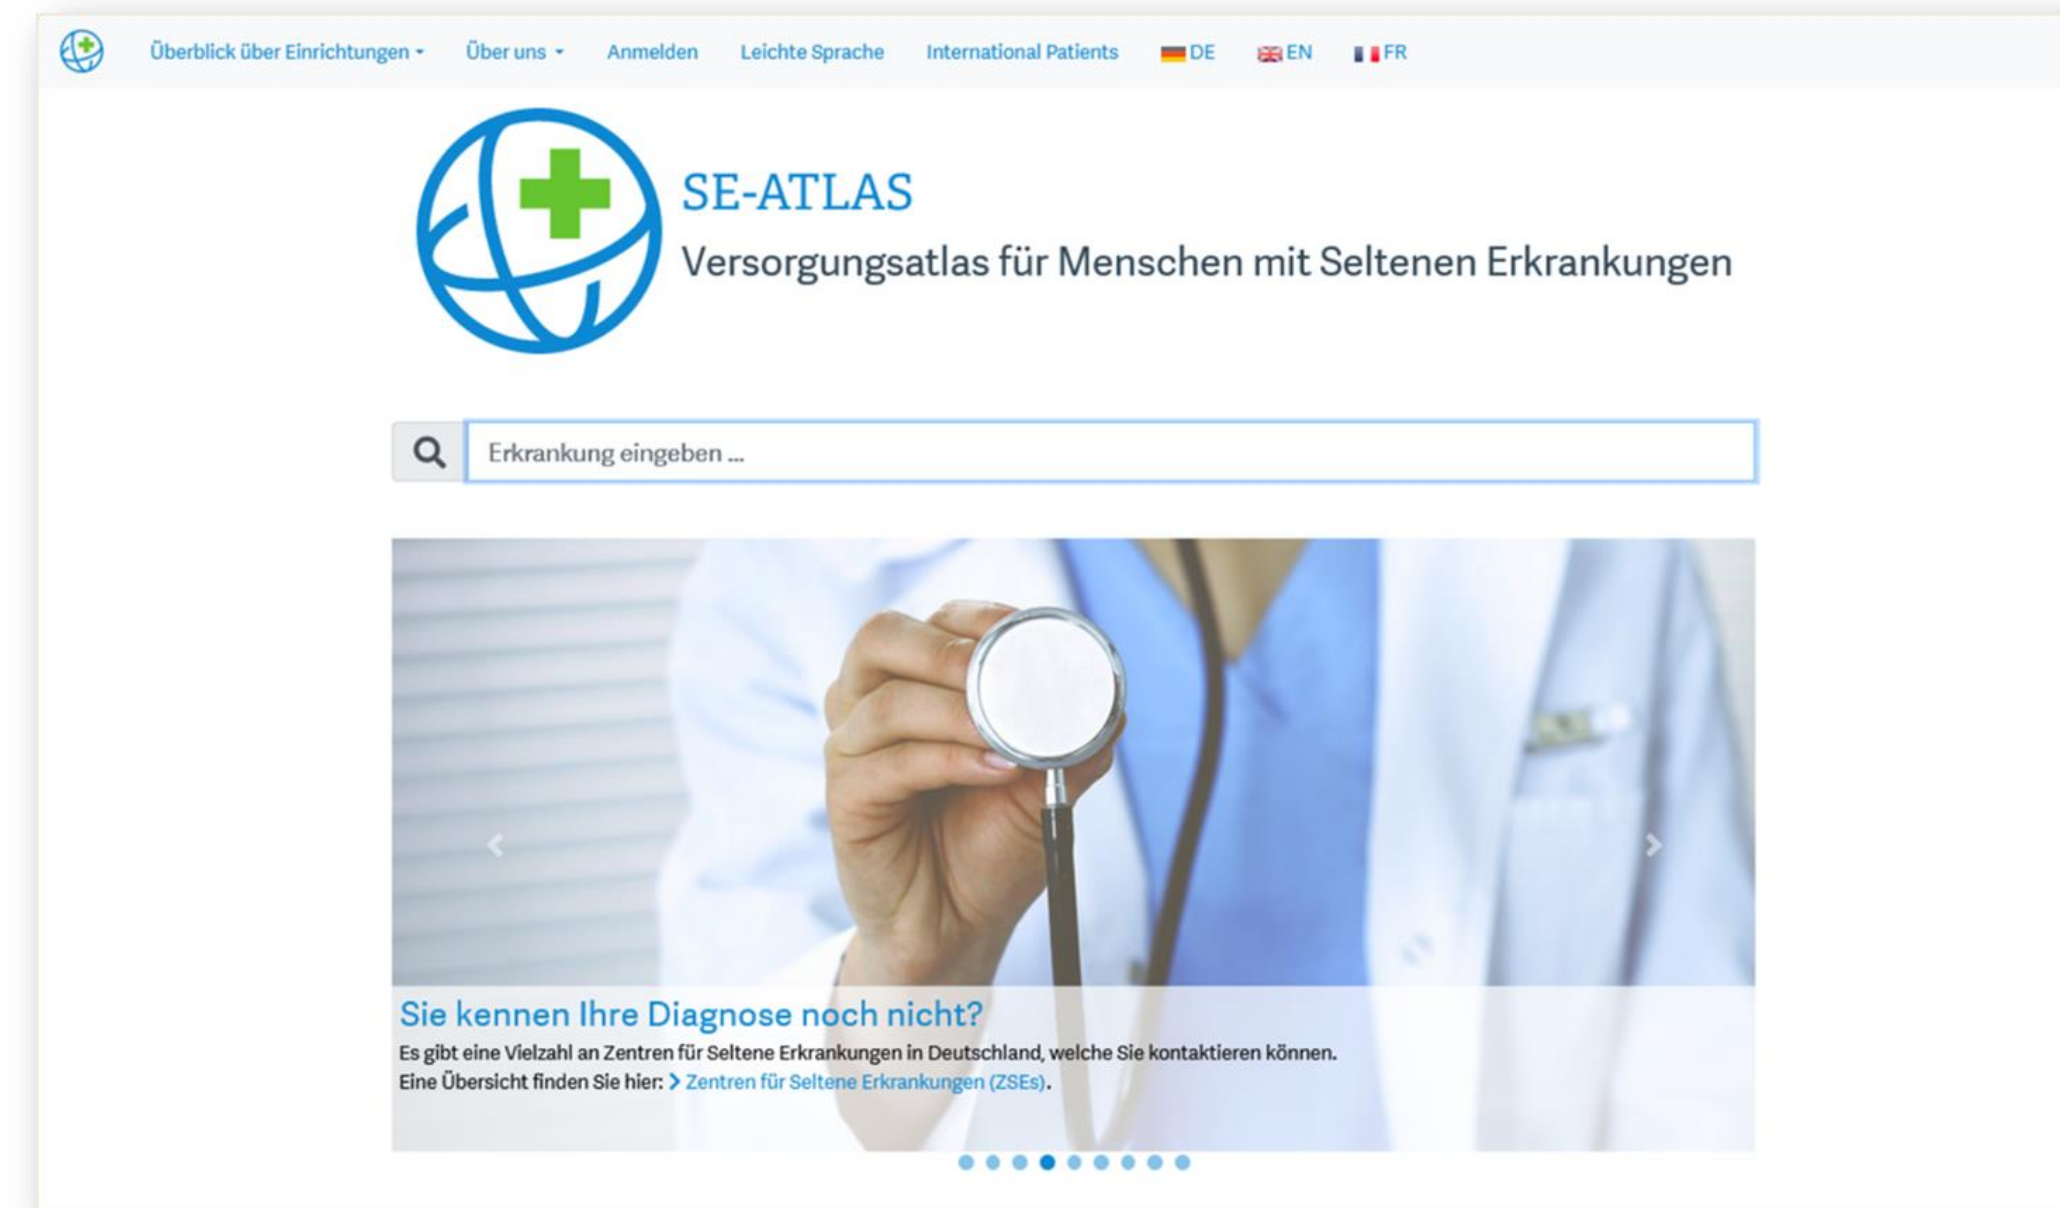 Überblick über Einrichtungen Über uns Anmelden Leichte Sprache International Patients DE EN FR
SE-ATLAS
Versorgungsatlas für Menschen mit Seltenen Erkrankungen
Erkrankung eingeben ...
Sie kennen Ihre Diagnose noch nicht?
Es gibt eine Vielzahl an Zentren für Seltene Erkrankungen in Deutschland, welche Sie kontaktieren können.
Eine Übersicht finden Sie hier: Zentren für Seltene Erkrankungen (ZSEs).